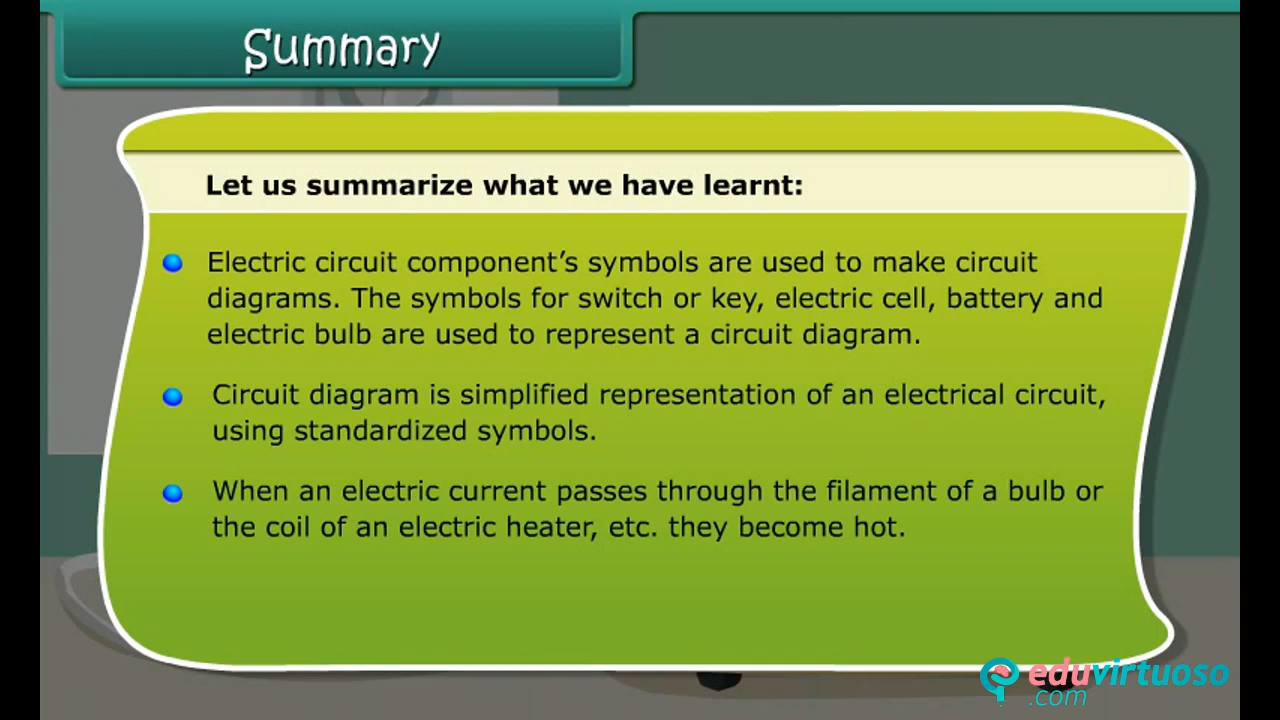 Summary
Let us summarize what we have learnt:
Electric circuit component’s symbols are used to make circuit
diagrams. The symbols for switch or key, electric cell, battery and
electric bulb are used to represent a circuit diagram.
Circuit diagram is simplified representation of an electrical circuit,
using standardized symbols.
When an electric current passes through the filament of a bulb or
the coil of an electric heater, etc. they become hot.
eduvirtuoso
.com